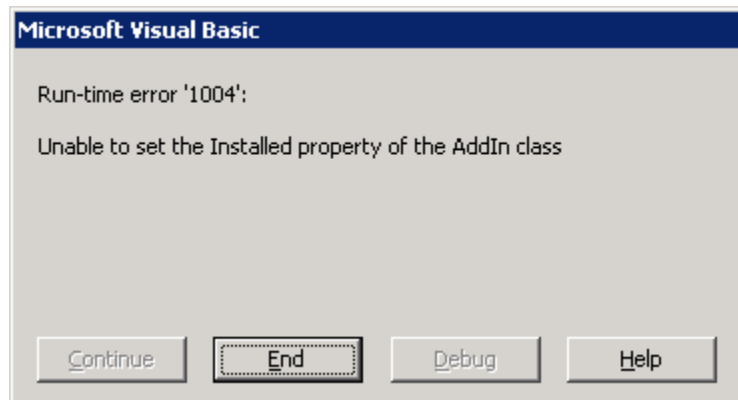 Microsoft Visual Basic
Run-time error '1004':
Unable to set the Installed property of the AddIn class
Continue End Debug Help